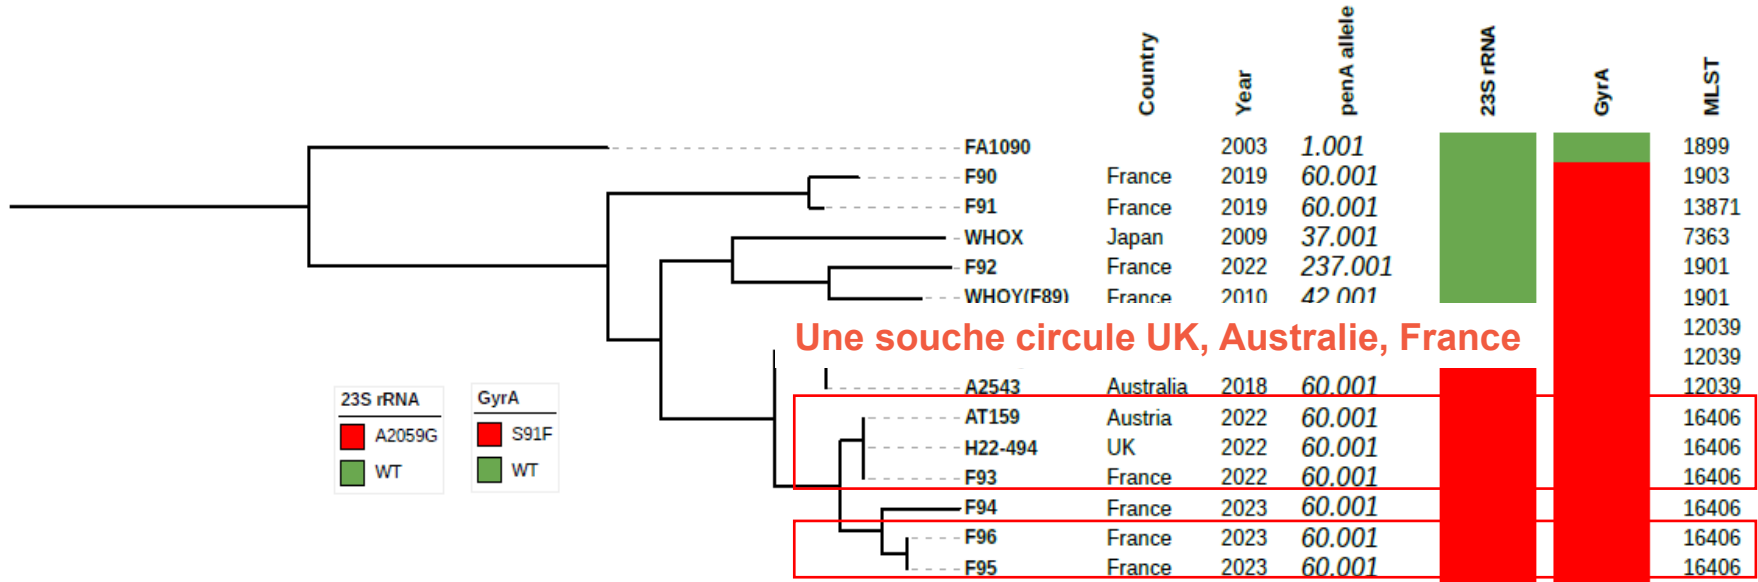 Country Year penA allele 23S rRNA GyrA MLST
FA1090 2003 1.001 1899
F90 France 2019 60.001 1903
F91 France 2019 60.001 13871
WHOX Japan 2009 37.001 7363
F92 France 2022 237.001 1901
WHOY(F89) France 2010 42.001 1901
12039
Une souche circule UK, Australie, France
12039
A2543 Australia 2018 60.001 12039
AT159 Austria 2022 60.001 16406
H22-494 UK 2022 60.001 16406
F93 France 2022 60.001 16406
F94 France 2023 60.001 16406
F96 France 2023 60.001 16406
F95 France 2023 60.001 16406
23S rRNA
A2059G
WT
GyrA
S91F
WT